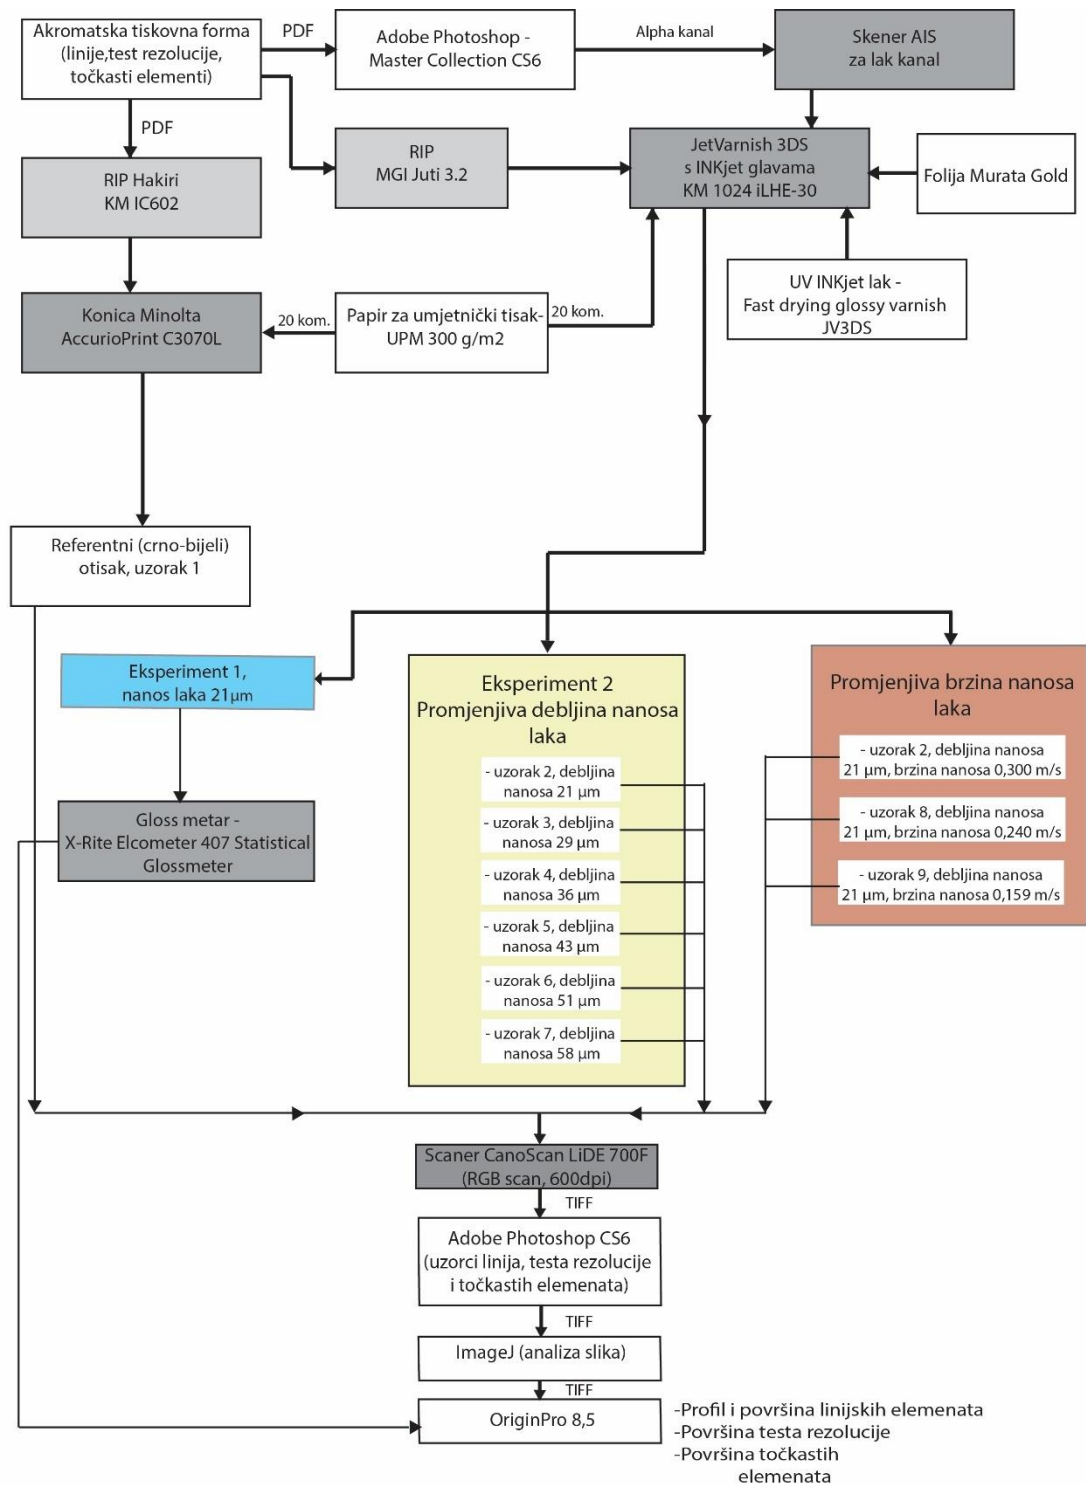 Akromatska tiskovna forma
(linije,test rezolucije,
točkasti elementi)
PDF
Adobe Photoshop -
Master Collection CS6
Alpha kanal
Skener AIS
za lak kanal
PDF
RIP Hakiri
KM IC602
RIP
MGI Juti 3.2
JetVarnish 3DS
s INKjet glavama
KM 1024 iLHE-30
Folija Murata Gold
UV INKjet lak -
Fast drying glossy varnish
JV3DS
Konica Minolta
AccurioPrint C3070L
20 kom.
Papir za umjetnički tisak-
UPM 300 g/m2
20 kom.
Referentni (crno-bijeli)
otisak, uzorak 1
Eksperiment 1,
nanos laka 21µm
Gloss metar -
X-Rite Elcometer 407 Statistical
Glossmeter
Eksperiment 2
Promjenjiva debljina nanosa
laka
- uzorak 2, debljina
nanosa 21 µm
- uzorak 3, debljina
nanosa 29 µm
- uzorak 4, debljina
nanosa 36 µm
- uzorak 5, debljina
nanosa 43 µm
- uzorak 6, debljina
nanosa 51 µm
- uzorak 7, debljina
nanosa 58 µm
Promjenjiva brzina nanosa
laka
- uzorak 2, debljina nanosa
21 µm, brzina nanosa 0,300 m/s
- uzorak 8, debljina nanosa
21 µm, brzina nanosa 0,240 m/s
- uzorak 9, debljina nanosa
21 µm, brzina nanosa 0,159 m/s
Scaner CanoScan LiDE 700F
(RGB scan, 600dpi)
TIFF
Adobe Photoshop CS6
(uzorci linija, testa rezolucije
i točkastih elemenata)
TIFF
ImageJ (analiza slika)
TIFF
OriginPro 8,5
-Profil i površina linijskih elemenata
-Površina testa rezolucije
-Površina točkastih
elemenata